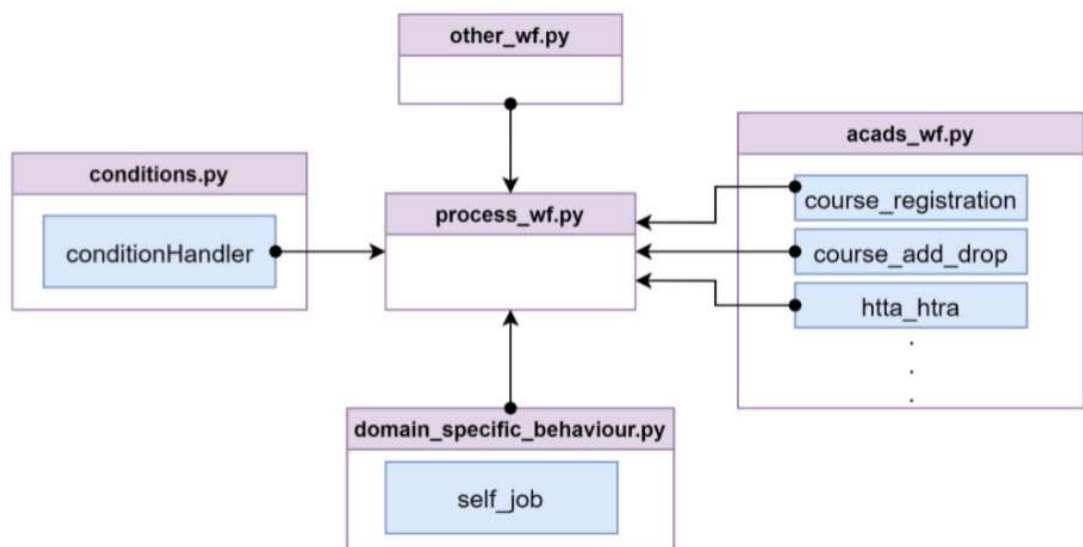 other_wf.py
conditions.py
conditionHandler
process_wf.py
acads_wf.py
course_registration
course_add_drop
htta_htra
.
.
.
domain_specific_behaviour.py
self_job